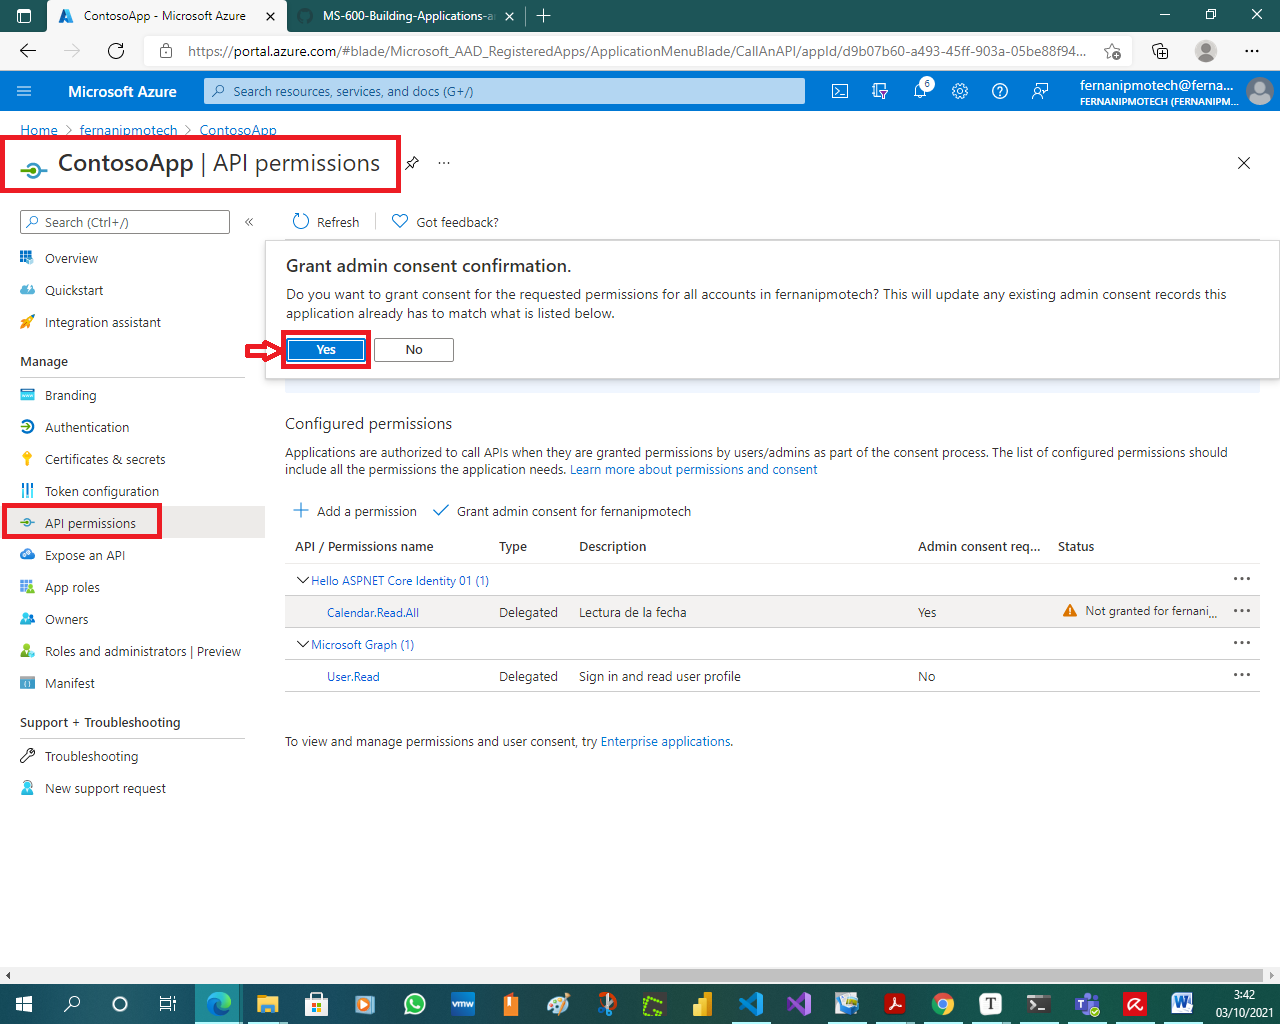 ContosoApp - Microsoft Azure
MS-600-Building-Applications-a
https://portal.azure.com/#blade/Microsoft_AAD_RegisteredApps/ApplicationMenuBlade/CallAnAPI/appId/d9b07b60-a493-45ff-903a-05be88f94...
Microsoft Azure
Search resources, services, and docs (G+/)
6
fernanipmotech@ferna...
FERNANIPMOTECH (FERNANIPM...
Home > fernanipmotech > ContosoApp
ContosoApp | API permissions
Search (Ctrl+/)
Refresh
Got feedback?
Overview
Quickstart
Integration assistant
Manage
Branding
Authentication
Certificates & secrets
Token configuration
API permissions
Expose an API
App roles
Owners
Roles and administrators | Preview
Manifest
Support + Troubleshooting
Troubleshooting
New support request
Grant admin consent confirmation.
Do you want to grant consent for the requested permissions for all accounts in fernanipmotech? This will update any existing admin consent records this
application already has to match what is listed below.
Yes
No
Configured permissions
Applications are authorized to call APIs when they are granted permissions by users/admins as part of the consent process. The list of configured permissions should
include all the permissions the application needs. Learn more about permissions and consent
Add a permission
Grant admin consent for fernanipmotech
API / Permissions name Type Description Admin consent req... Status
Hello ASPNET Core Identity 01 (1)
Calendar.Read.All Delegated Lectura de la fecha Yes Not granted for fernani...
Microsoft Graph (1)
User.Read Delegated Sign in and read user profile No
To view and manage permissions and user consent, try Enterprise applications.
vmw
3:42
03/10/2021